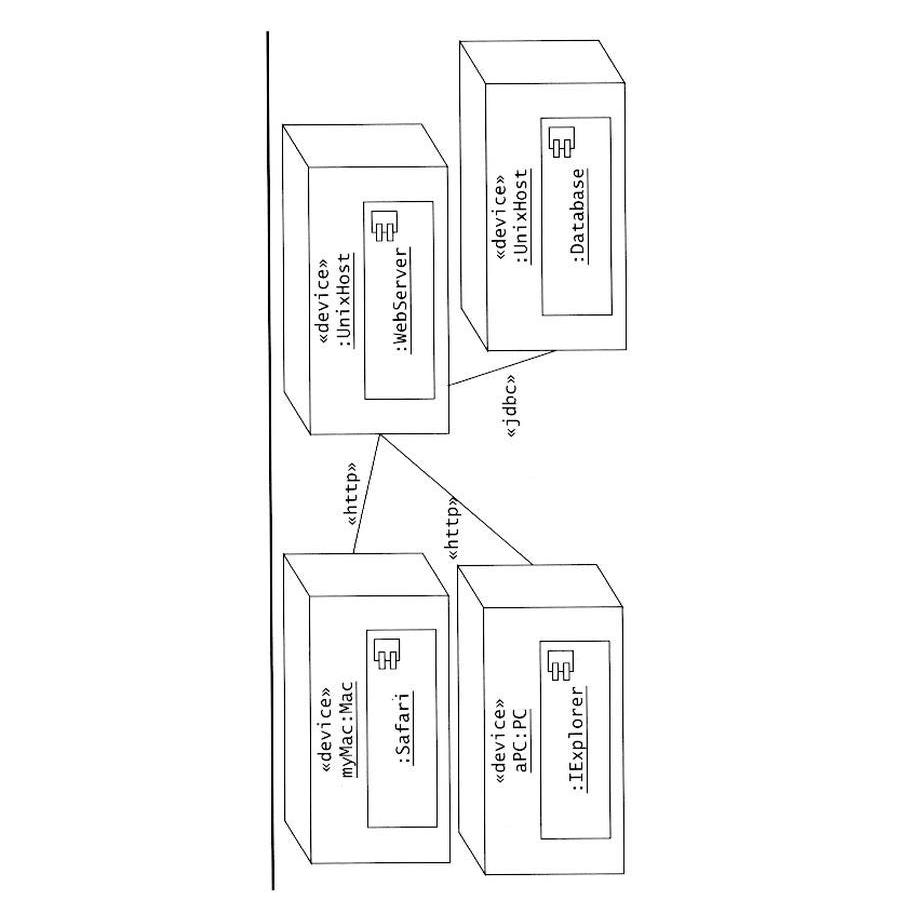 «device»
myMac:Mac
:Safari
«http»
«device»
:UnixHost
:WebServer
«device»
aPC:PC
:IExplorer
«http»
«jdbc»
«device»
:UnixHost
:Database